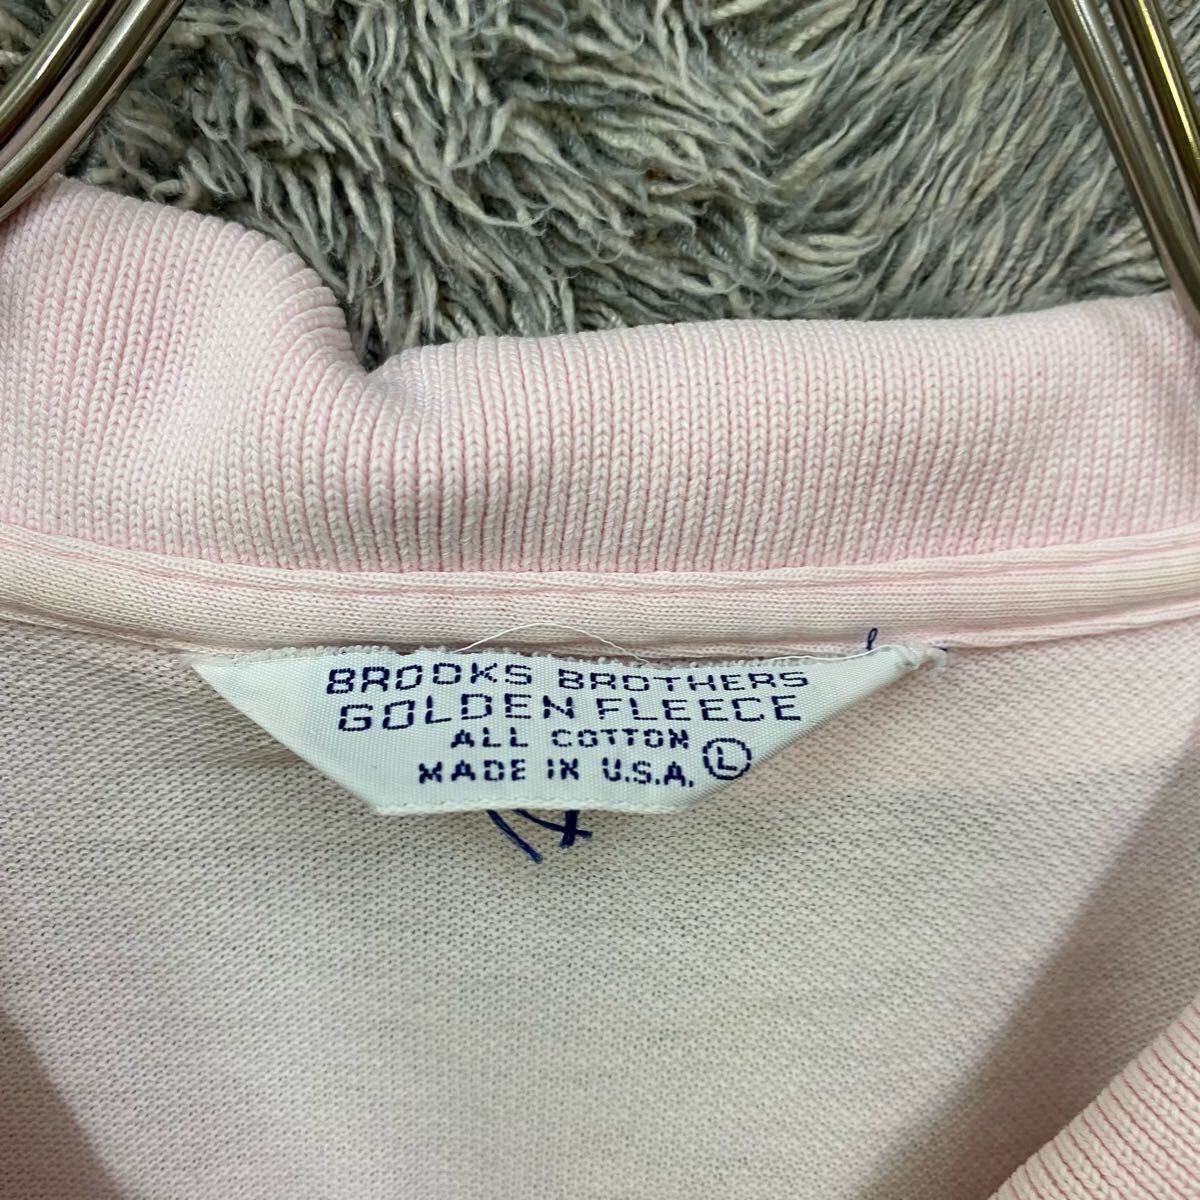 BROOKS BROTHERS
GOLDEN FLEECE
ALL COTTON
MADE IN U.S.A. L